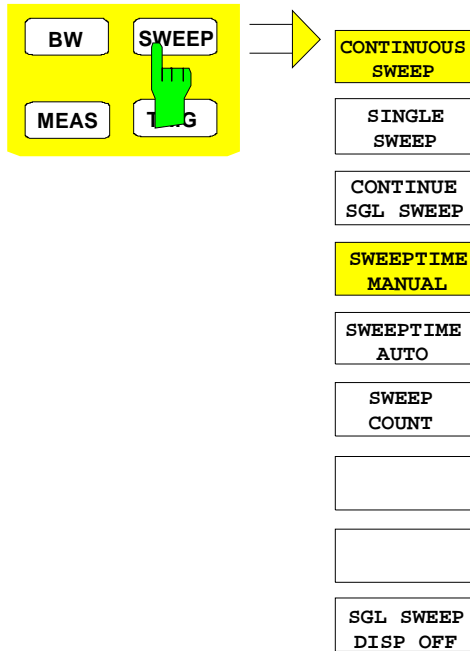 BW
SWEEP
MEAS
CONTINUOUS
SWEEP
SINGLE
SWEEP
CONTINUE
SGL SWEEP
SWEEPTIME
MANUAL
SWEEPTIME
AUTO
SWEEP
COUNT
SGL SWEEP
DISP OFF